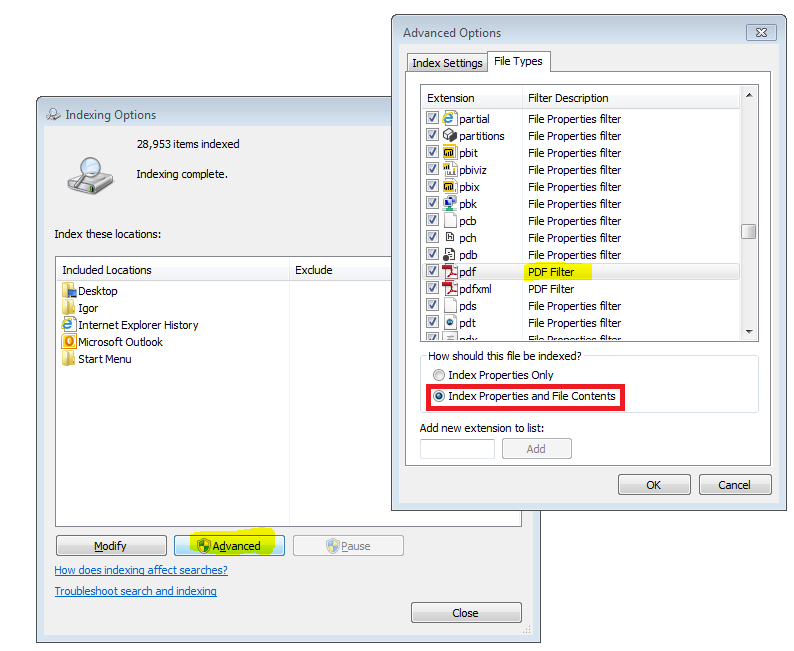 Indexing Options
28,953 items indexed
Indexing complete.
Index these locations:
Included Locations Exclude
Desktop
Igor
Internet Explorer History
Microsoft Outlook
Start Menu
Modify Advanced Pause
How does indexing affect searches?
Troubleshoot search and indexing
Close
Advanced Options
Index Settings File Types
Extension Filter Description
partial File Properties filter
partitions File Properties filter
pbit File Properties filter
pbiviz File Properties filter
pbix File Properties filter
pbk File Properties filter
pcb File Properties filter
pch File Properties filter
pdb File Properties filter
pdf PDF Filter
pdfxml PDF Filter
pds File Properties filter
pdt File Properties filter
pdx File Properties filter
How should this file be indexed?
Index Properties Only
Index Properties and File Contents
Add new extension to list:
Add
OK Cancel